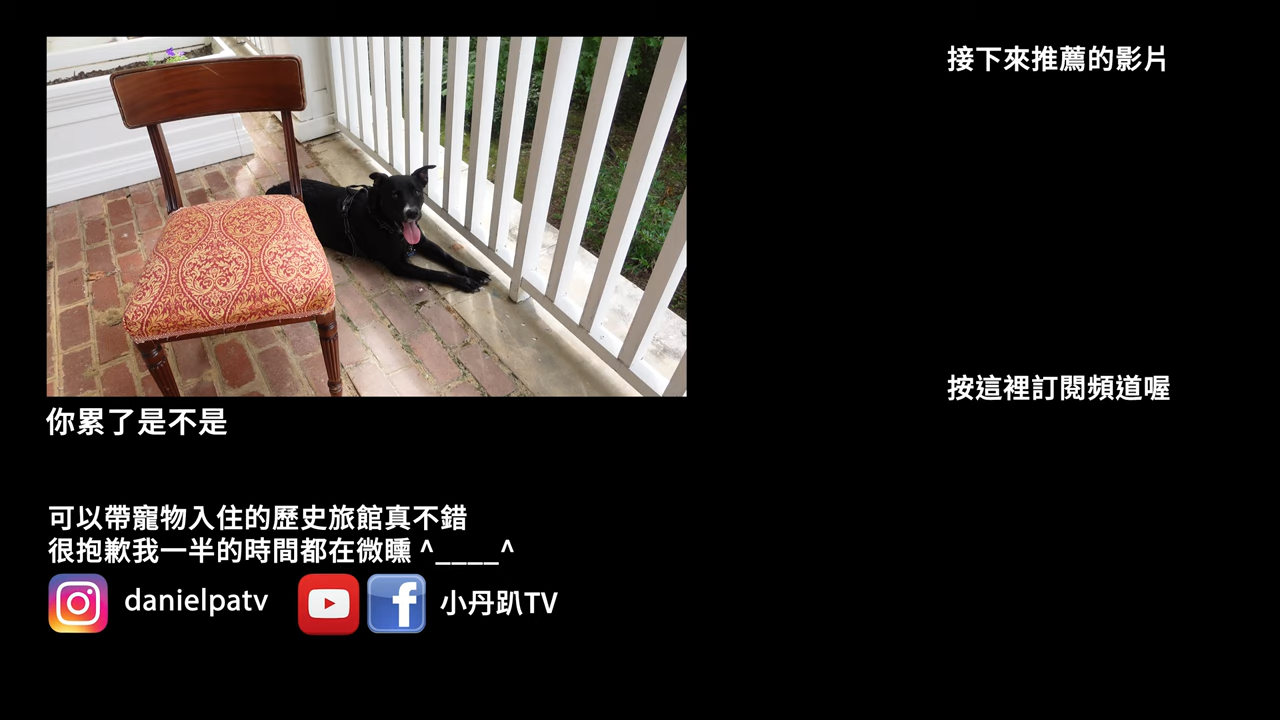 接下來推薦的影片
按這裡訂閱頻道喔
你累了是不是
可以帶寵物入住的歷史旅館真不錯
很抱歉我一半的時間都在微醺 ^____^
danielpatv
小丹趴TV